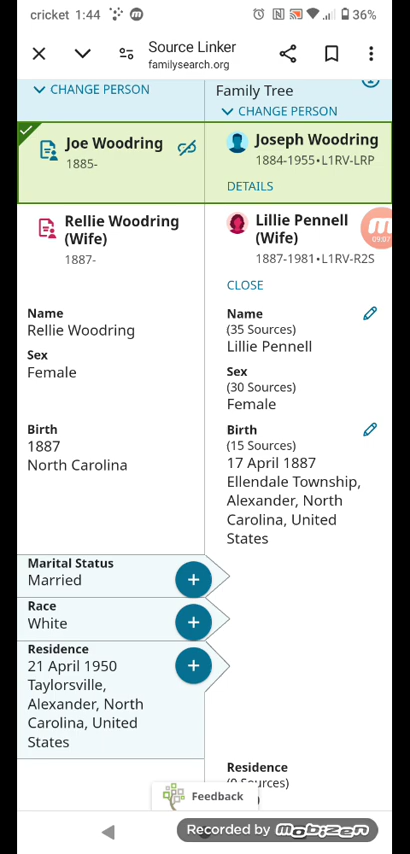 cricket 1:44
36%
Source Linker
familysearch.org
CHANGE PERSON
Family Tree
CHANGE PERSON
Joe Woodring
1885-
Joseph Woodring
1884-1955•L1RV-LRP
DETAILS
Rellie Woodring
(Wife)
1887-
Lillie Pennell
(Wife)
1887-1981•L1RV-R2S
09:07
CLOSE
Name
Rellie Woodring
Name
(35 Sources)
Lillie Pennell
Sex
Female
Sex
(30 Sources)
Female
Birth
1887
North Carolina
Birth
(15 Sources)
17 April 1887
Ellendale Township,
Alexander, North
Carolina, United
States
Marital Status
Married
Race
White
Residence
21 April 1950
Taylorsville,
Alexander, North
Carolina, United
States
Residence
(9 Sources)
Feedback
Recorded by mobizen